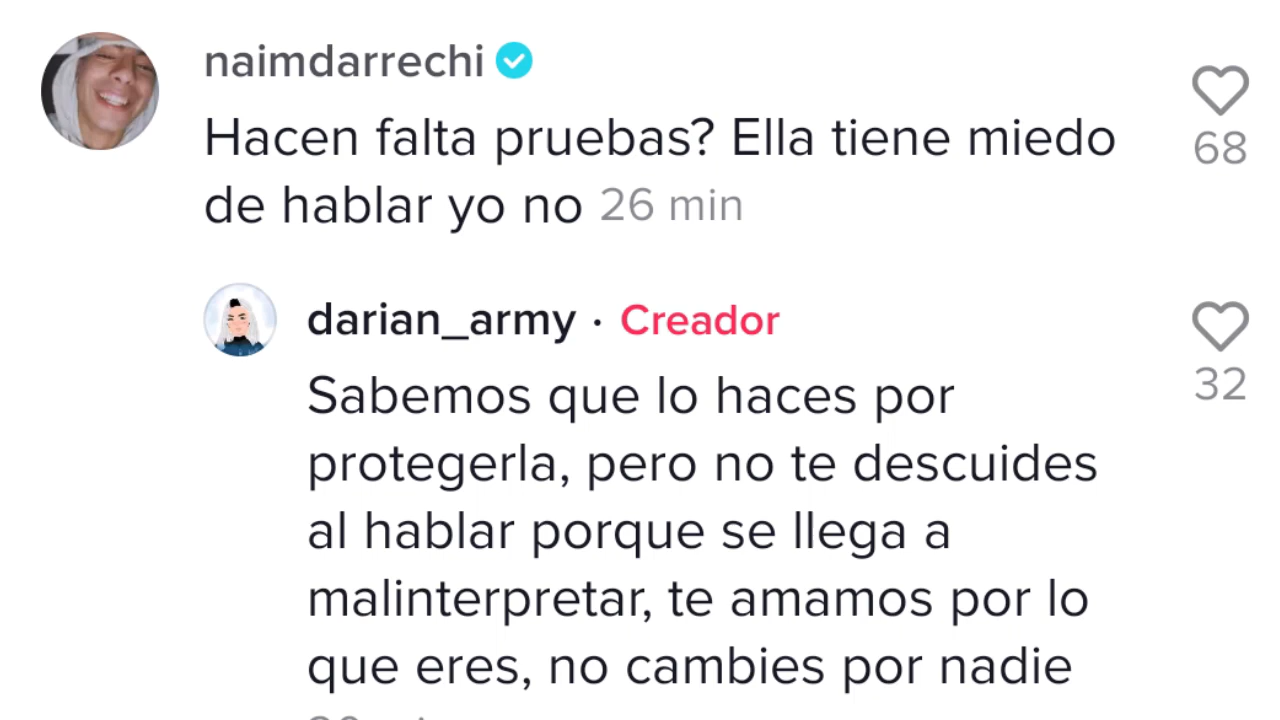 naimdarrechi
Hacen falta pruebas? Ella tiene miedo
de hablar yo no 26 min
68
darian_army · Creador
Sabemos que lo haces por
protegerla, pero no te descuides
al hablar porque se llega a
malinterpretar, te amamos por lo
que eres, no cambies por nadie
32